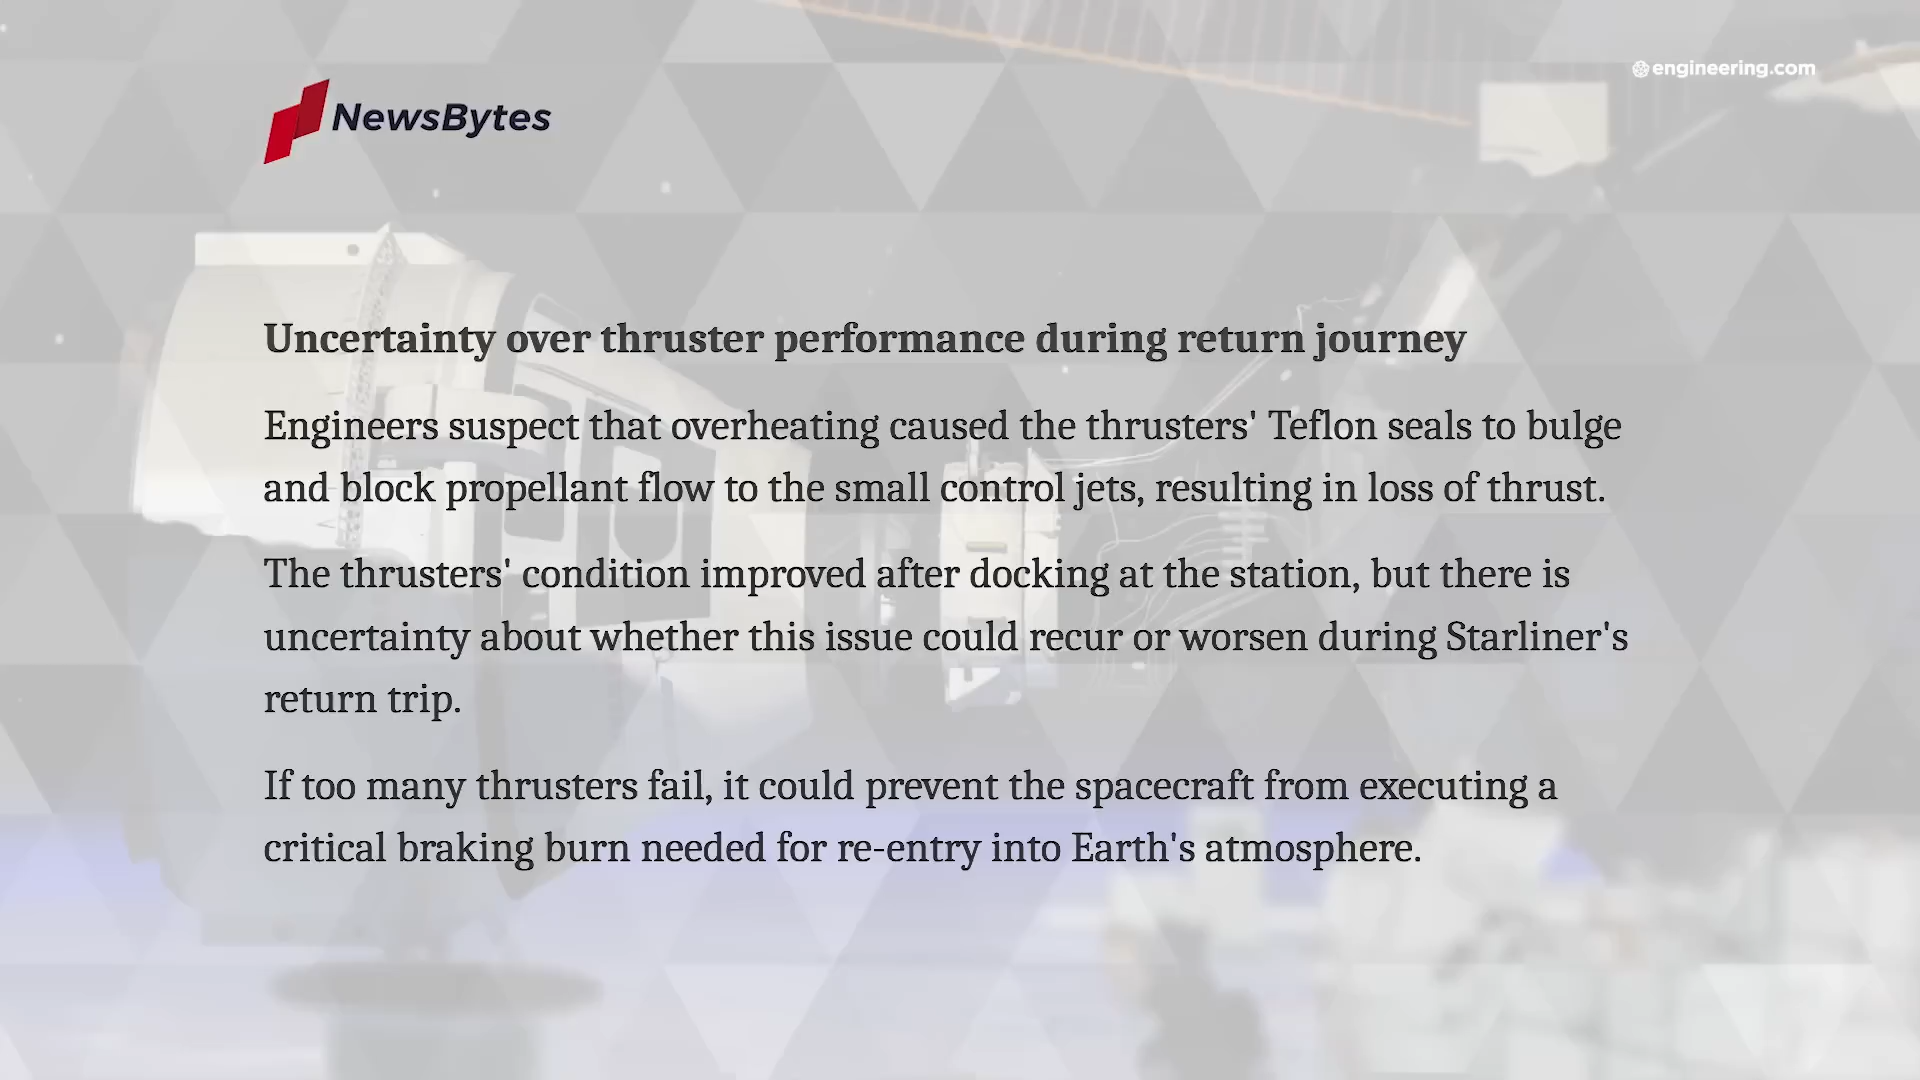 engineering.com
NewsBytes
Uncertainty over thruster performance during return journey
Engineers suspect that overheating caused the thrusters' Teflon seals to bulge
and block propellant flow to the small control jets, resulting in loss of thrust.
The thrusters' condition improved after docking at the station, but there is
uncertainty about whether this issue could recur or worsen during Starliner's
return trip.
If too many thrusters fail, it could prevent the spacecraft from executing a
critical braking burn needed for re-entry into Earth's atmosphere.